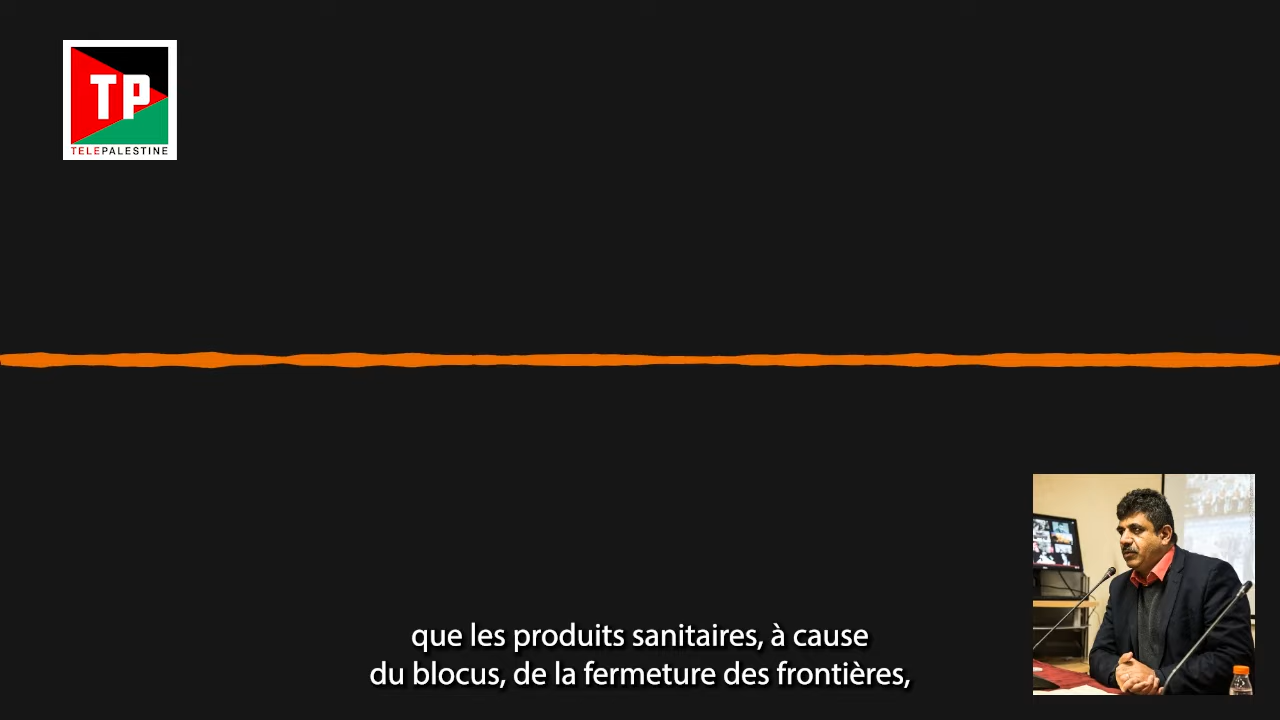 TP
TELEPALESTINE
que les produits sanitaires, à cause
du blocus, de la fermeture des frontières,